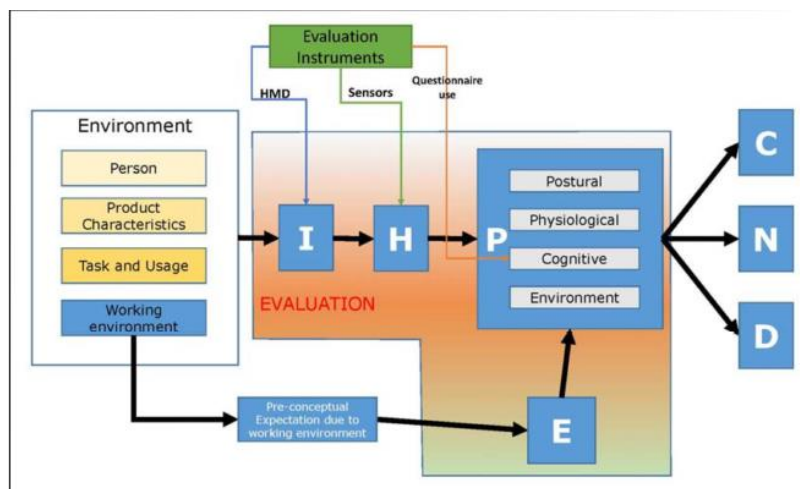 Evaluation
Instruments
HMD
Sensors
Questionnaire
use
Environment
Person
Product
Characteristics
Task and Usage
Working
environment
I
H
P
Postural
Physiological
Cognitive
Environment
EVALUATION
C
N
D
Pre-conceptual
Expectation due to
working environment
E